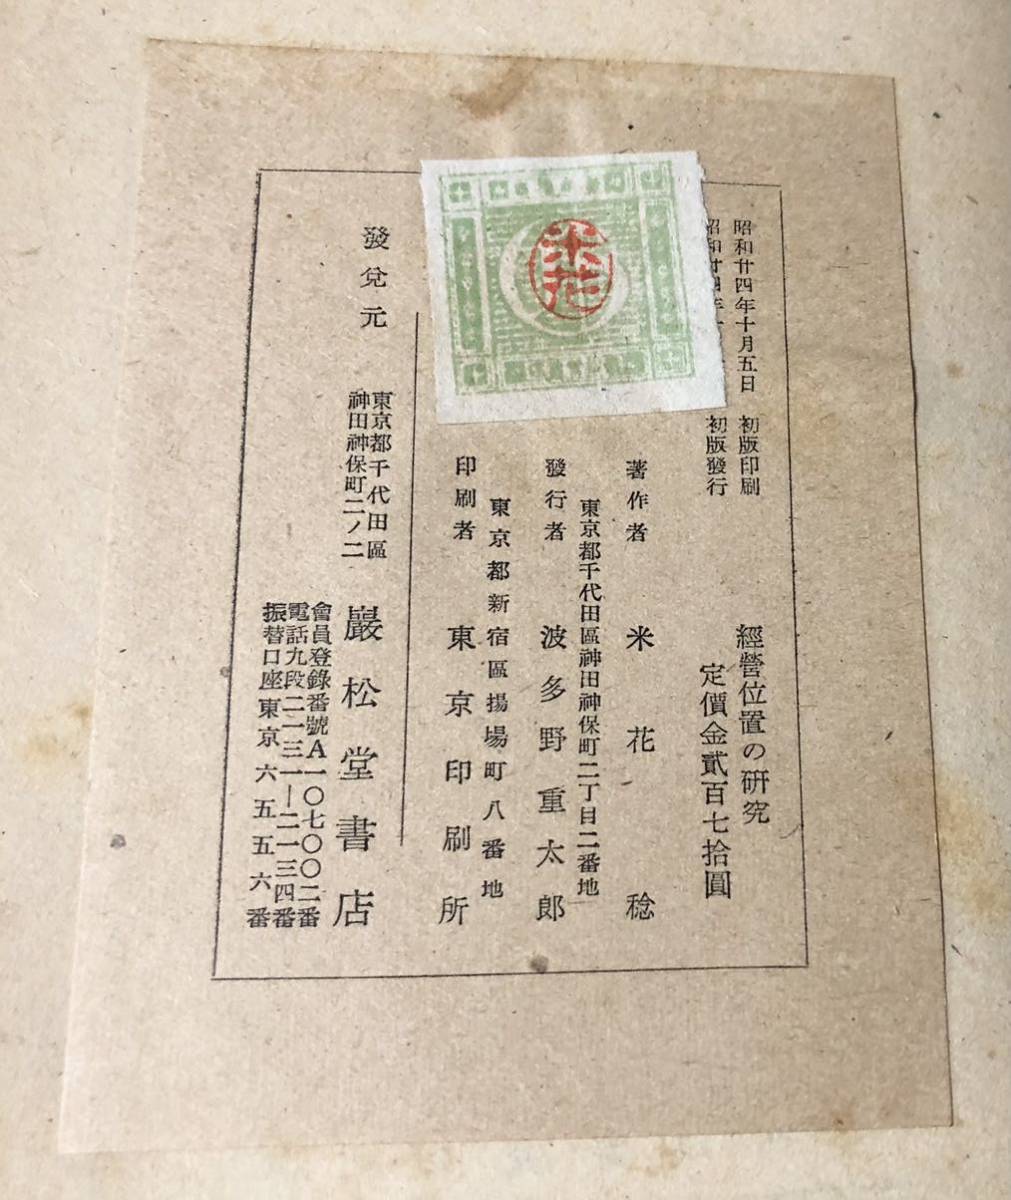 昭和廿四年十月五日 初版印刷
昭和廿四年十 初版發行
經營位置の研究
定價金貳百七拾圓
著作者 米花稔
東京都千代田區神田神保町二丁目二番地
發行者 波多野重太郎
東京都新宿區揚場町八番地
印刷者 東京印刷所
米花
發兌元
東京都千代田區
神田神保町二ノ二
巖松堂書店
會員登錄番號A一〇七〇〇二番
電話九段二一三一―二一三四番
振替口座東京六五五六番